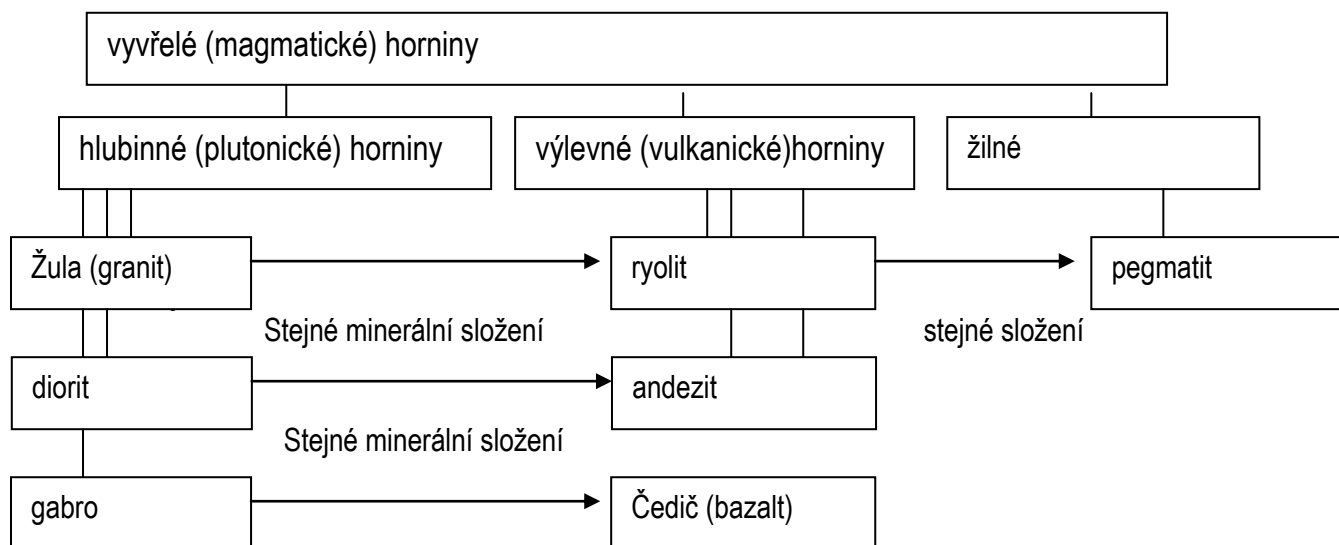 vyvřelé (magmatické) horniny
hlubinné (plutonické) horniny
výlevné (vulkanické)horniny
žilné
Žula (granit)
ryolit
pegmatit
Stejné minerální složení
stejné složení
diorit
andezit
Stejné minerální složení
gabro
Čedič (bazalt)